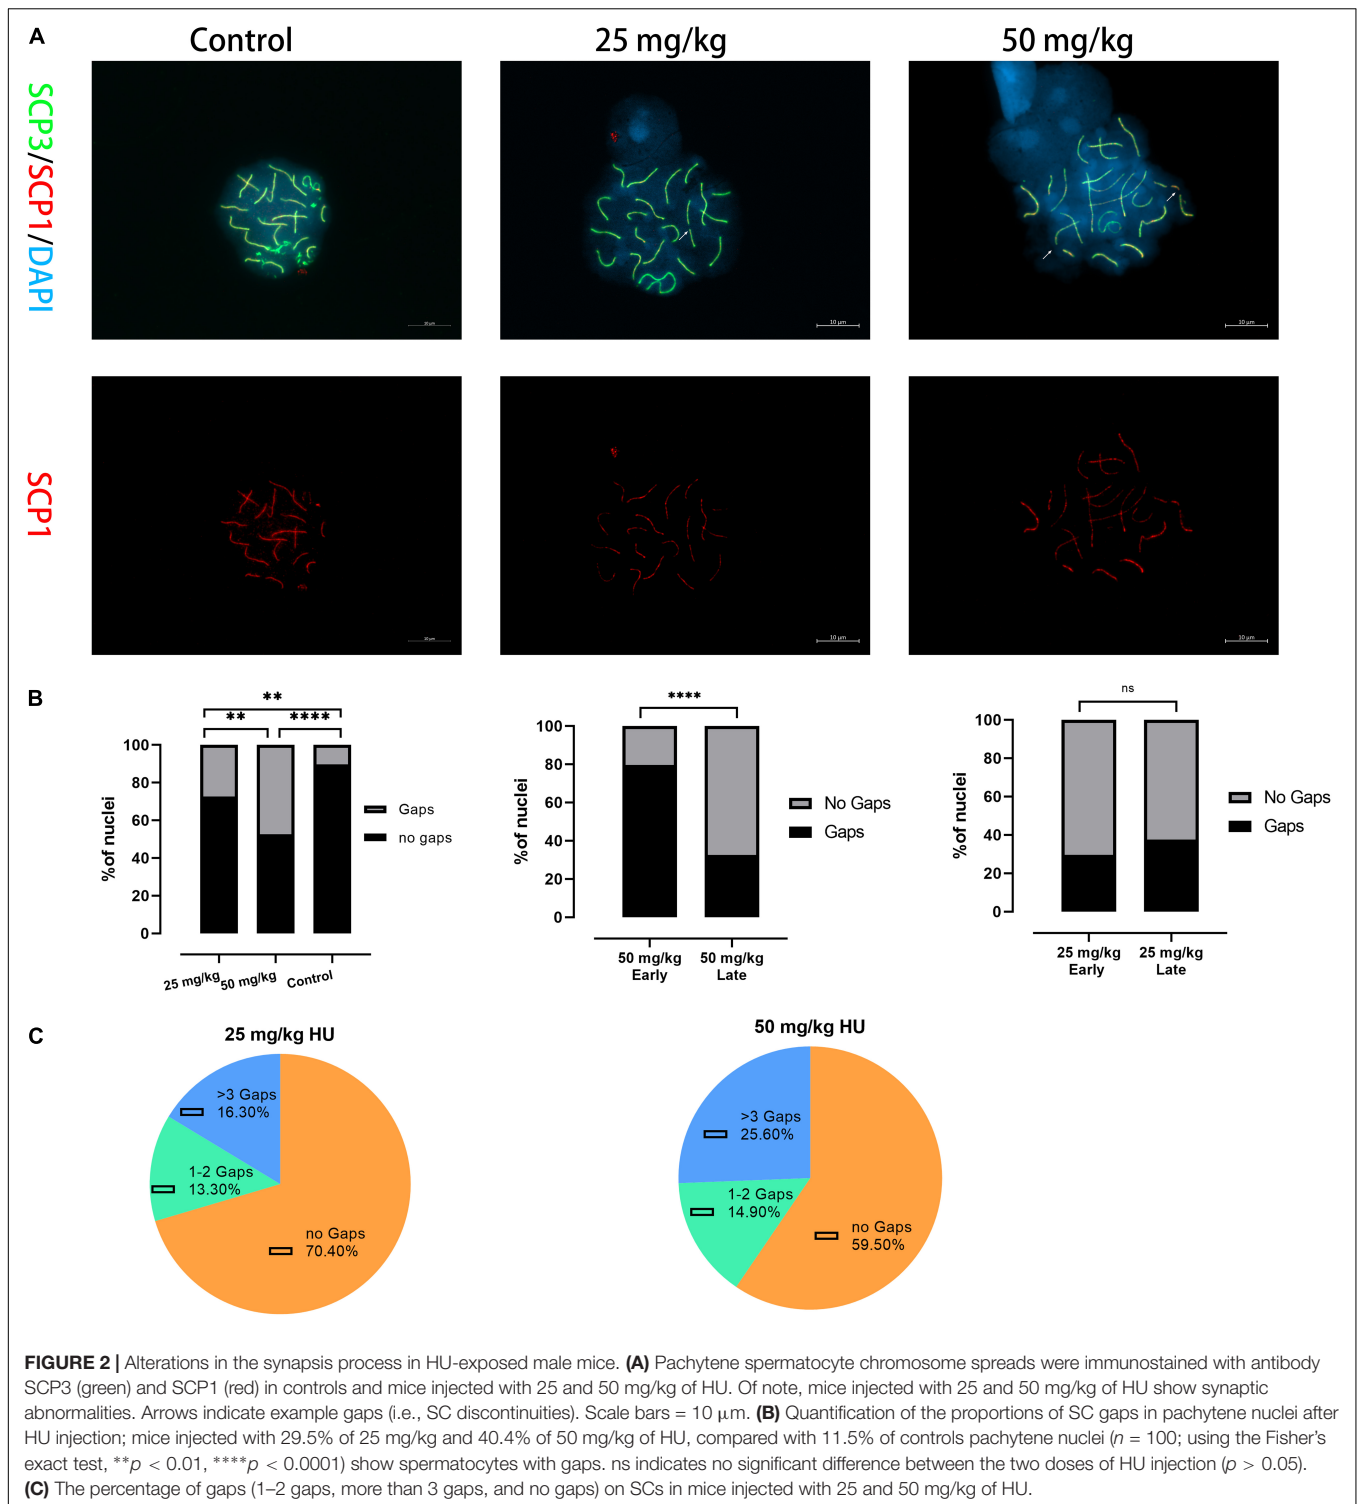 A
Control
25 mg/kg
50 mg/kg
SCP3/SCP1/DAPI
10 μm
10 μm
10 μm
SCP1
10 μm
10 μm
10 μm
B
**
**
****
100
80
60
40
20
0
%of nuclei
25 mg/kg
50 mg/kg
Control
Gaps
no gaps
****
100
80
60
40
20
0
%of nuclei
50 mg/kg
Early
50 mg/kg
Late
No Gaps
Gaps
ns
100
80
60
40
20
0
%of nuclei
25 mg/kg
Early
25 mg/kg
Late
No Gaps
Gaps
C
25 mg/kg HU
>3 Gaps
16.30%
1-2 Gaps
13.30%
no Gaps
70.40%
50 mg/kg HU
>3 Gaps
25.60%
1-2 Gaps
14.90%
no Gaps
59.50%
FIGURE 2 | Alterations in the synapsis process in HU-exposed male mice. (A) Pachytene spermatocyte chromosome spreads were immunostained with antibody
SCP3 (green) and SCP1 (red) in controls and mice injected with 25 and 50 mg/kg of HU. Of note, mice injected with 25 and 50 mg/kg of HU show synaptic
abnormalities. Arrows indicate example gaps (i.e., SC discontinuities). Scale bars = 10 μm. (B) Quantification of the proportions of SC gaps in pachytene nuclei after
HU injection; mice injected with 29.5% of 25 mg/kg and 40.4% of 50 mg/kg of HU, compared with 11.5% of controls pachytene nuclei (n = 100; using the Fisher's
exact test, **p < 0.01, ****p < 0.0001) show spermatocytes with gaps. ns indicates no significant difference between the two doses of HU injection (p > 0.05).
(C) The percentage of gaps (1–2 gaps, more than 3 gaps, and no gaps) on SCs in mice injected with 25 and 50 mg/kg of HU.